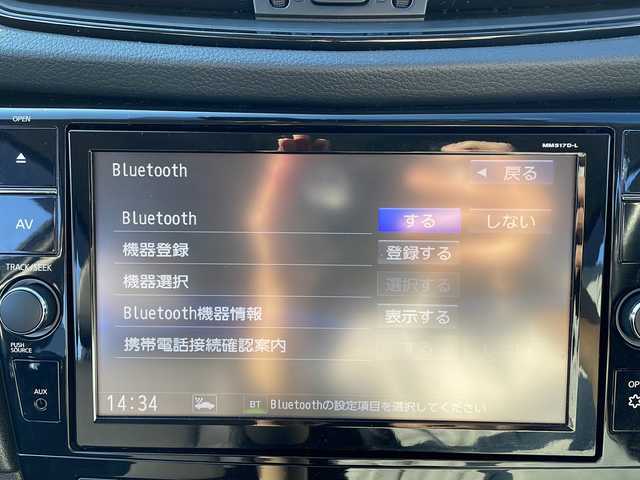 OPEN
MM517D-L
Bluetooth
◀ 戻る
AV
Bluetooth する しない
機器登録 登録する
TRACK/SEEK
機器選択 選択する
Bluetooth機器情報 表示する
PUSH
SOURCE
携帯電話接続確認案内 する
AUX
OP
14:34 BT Bluetoothの設定項目を選択してください